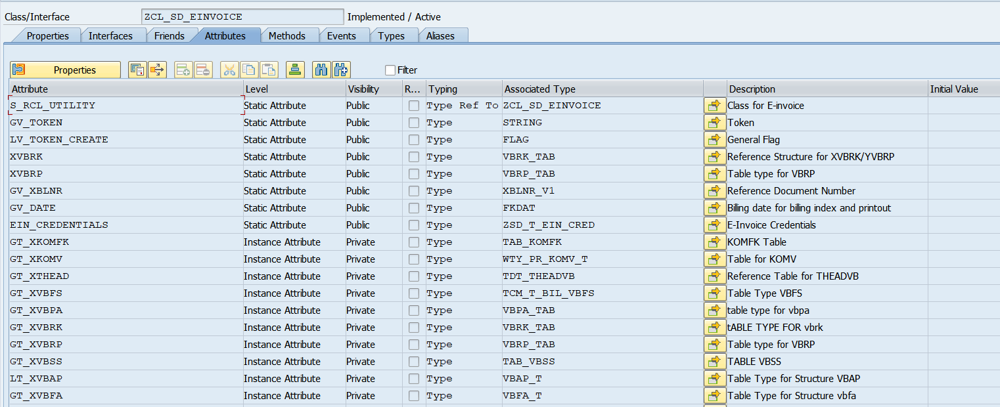 Class/Interface ZCL_SD_EINVOICE Implemented / Active
Properties Interfaces Friends Attributes Methods Events Types Aliases
Properties Filter
Attribute Level Visibility R... Typing Associated Type Description Initial Value
S_RCL_UTILITY Static Attribute Public Type Ref To ZCL_SD_EINVOICE Class for E-invoice
GV_TOKEN Static Attribute Public Type STRING Token
LV_TOKEN_CREATE Static Attribute Public Type FLAG General Flag
XVBRK Static Attribute Public Type VBRK_TAB Reference Structure for XVBRK/YVBRP
XVBRP Static Attribute Public Type VBRP_TAB Table type for VBRP
GV_XBLNR Static Attribute Public Type XBLNR_V1 Reference Document Number
GV_DATE Static Attribute Public Type FKDAT Billing date for billing index and printout
EIN_CREDENTIALS Static Attribute Public Type ZSD_T_EIN_CRED E-Invoice Credentials
GT_XKOMFK Instance Attribute Private Type TAB_KOMFK KOMFK Table
GT_XKOMV Instance Attribute Private Type WTY_PR_KOMV_T Table for KOMV
GT_XTHEAD Instance Attribute Private Type TDT_THEADVB Reference Table for THEADVB
GT_XVBFS Instance Attribute Private Type TCM_T_BIL_VBFS Table Type VBFS
GT_XVBPA Instance Attribute Private Type VBPA_TAB table type for vbpa
GT_XVBRK Instance Attribute Private Type VBRK_TAB tABLE TYPE FOR vbrk
GT_XVBRP Instance Attribute Private Type VBRP_TAB Table type for VBRP
GT_XVBSS Instance Attribute Private Type TAB_VBSS TABLE VBSS
LT_XVBAP Instance Attribute Private Type VBAP_T Table Type for Structure VBAP
GT_XVBFA Instance Attribute Private Type VBFA_T Table Type for Structure vbfa